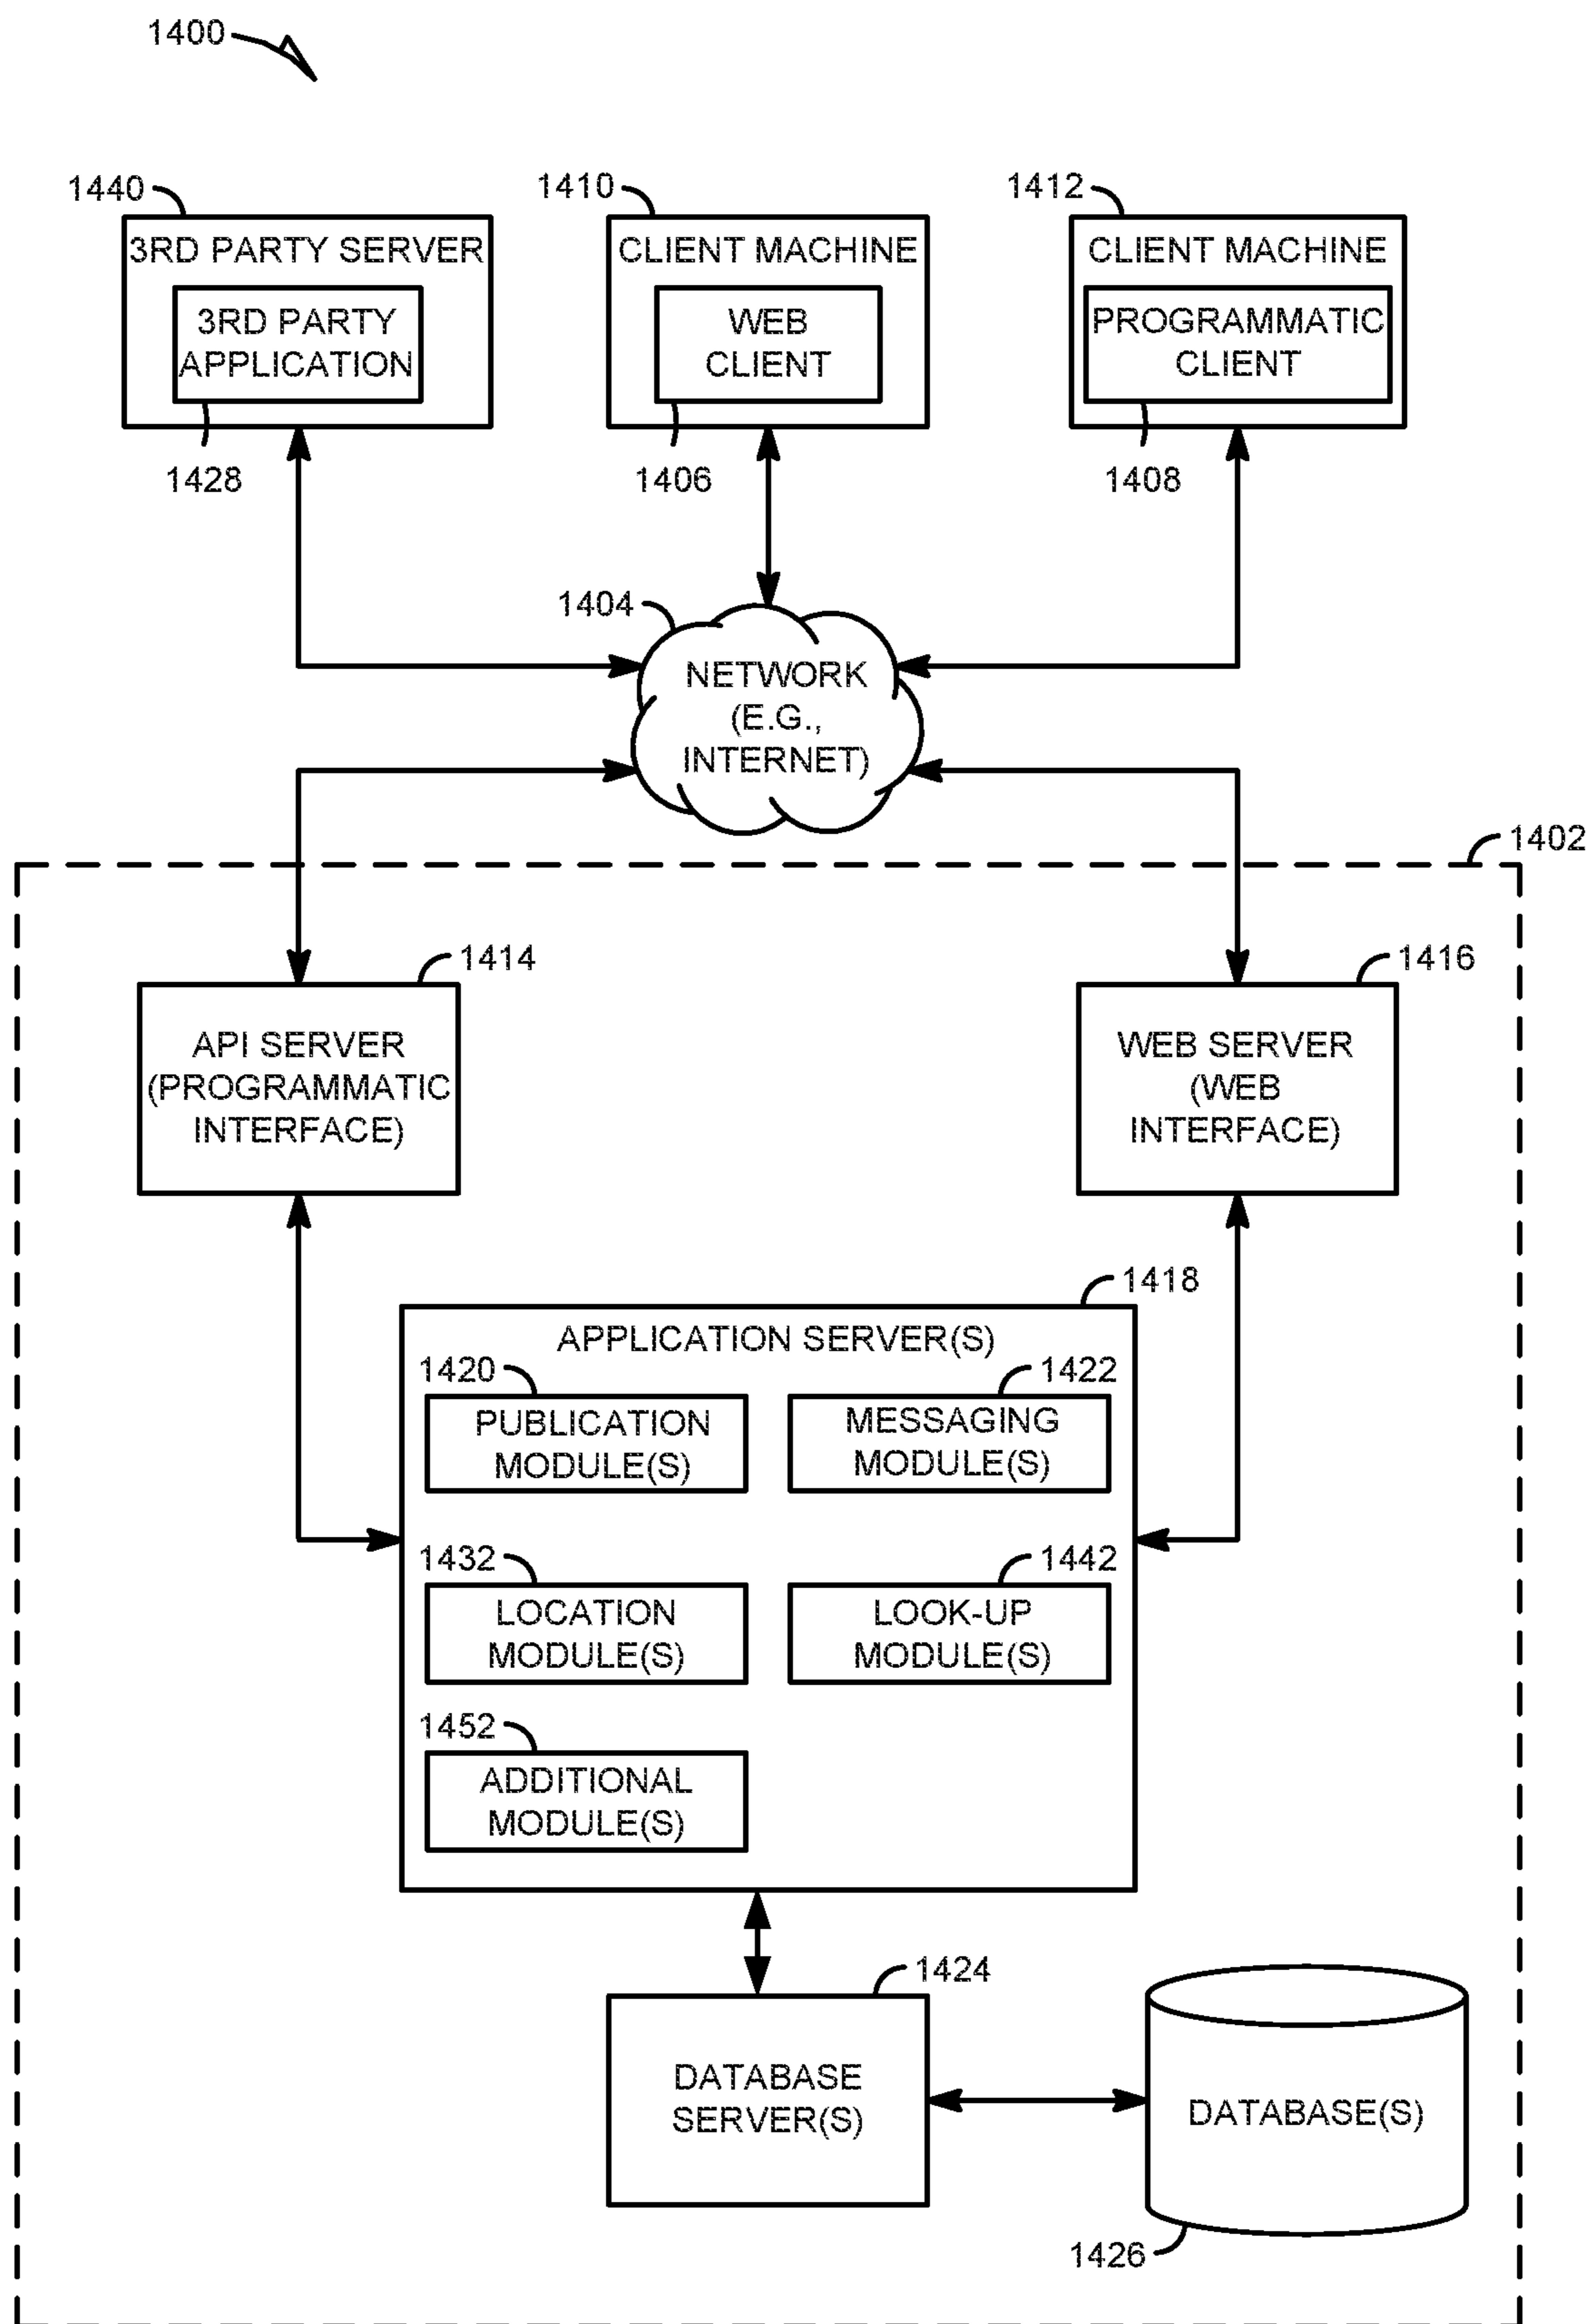 1400
1440
1410
1412
3RD PARTY SERVER
3RD PARTY
APPLICATION
CLIENT MACHINE
WEB
CLIENT
CLIENT MACHINE
PROGRAMMATIC
CLIENT
1428
1406
1408
1404
NETWORK
(E.G.,
INTERNET)
1402
1414
API SERVER
(PROGRAMMATIC
INTERFACE)
1416
WEB SERVER
(WEB
INTERFACE)
1418
APPLICATION SERVER(S)
1420
PUBLICATION
MODULE(S)
1422
MESSAGING
MODULE(S)
1432
LOCATION
MODULE(S)
1442
LOOK-UP
MODULE(S)
1452
ADDITIONAL
MODULE(S)
1424
DATABASE
SERVER(S)
DATABASE(S)
1426